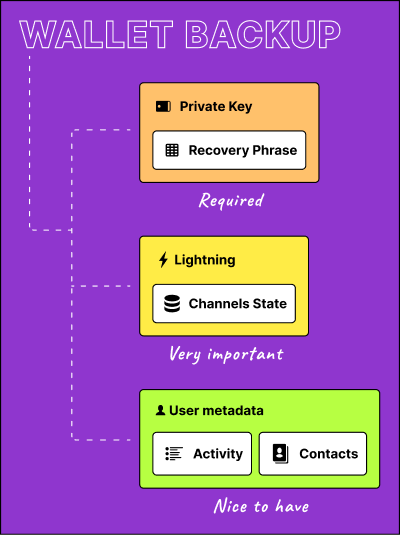 WALLET BACKUP
Private Key
Recovery Phrase
Required
Lightning
Channels State
Very important
User metadata
Activity
Contacts
Nice to have